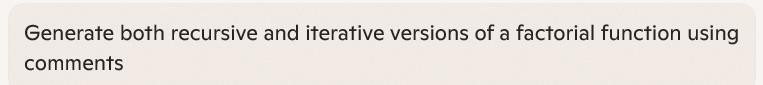 Generate both recursive and iterative versions of a factorial function using
comments